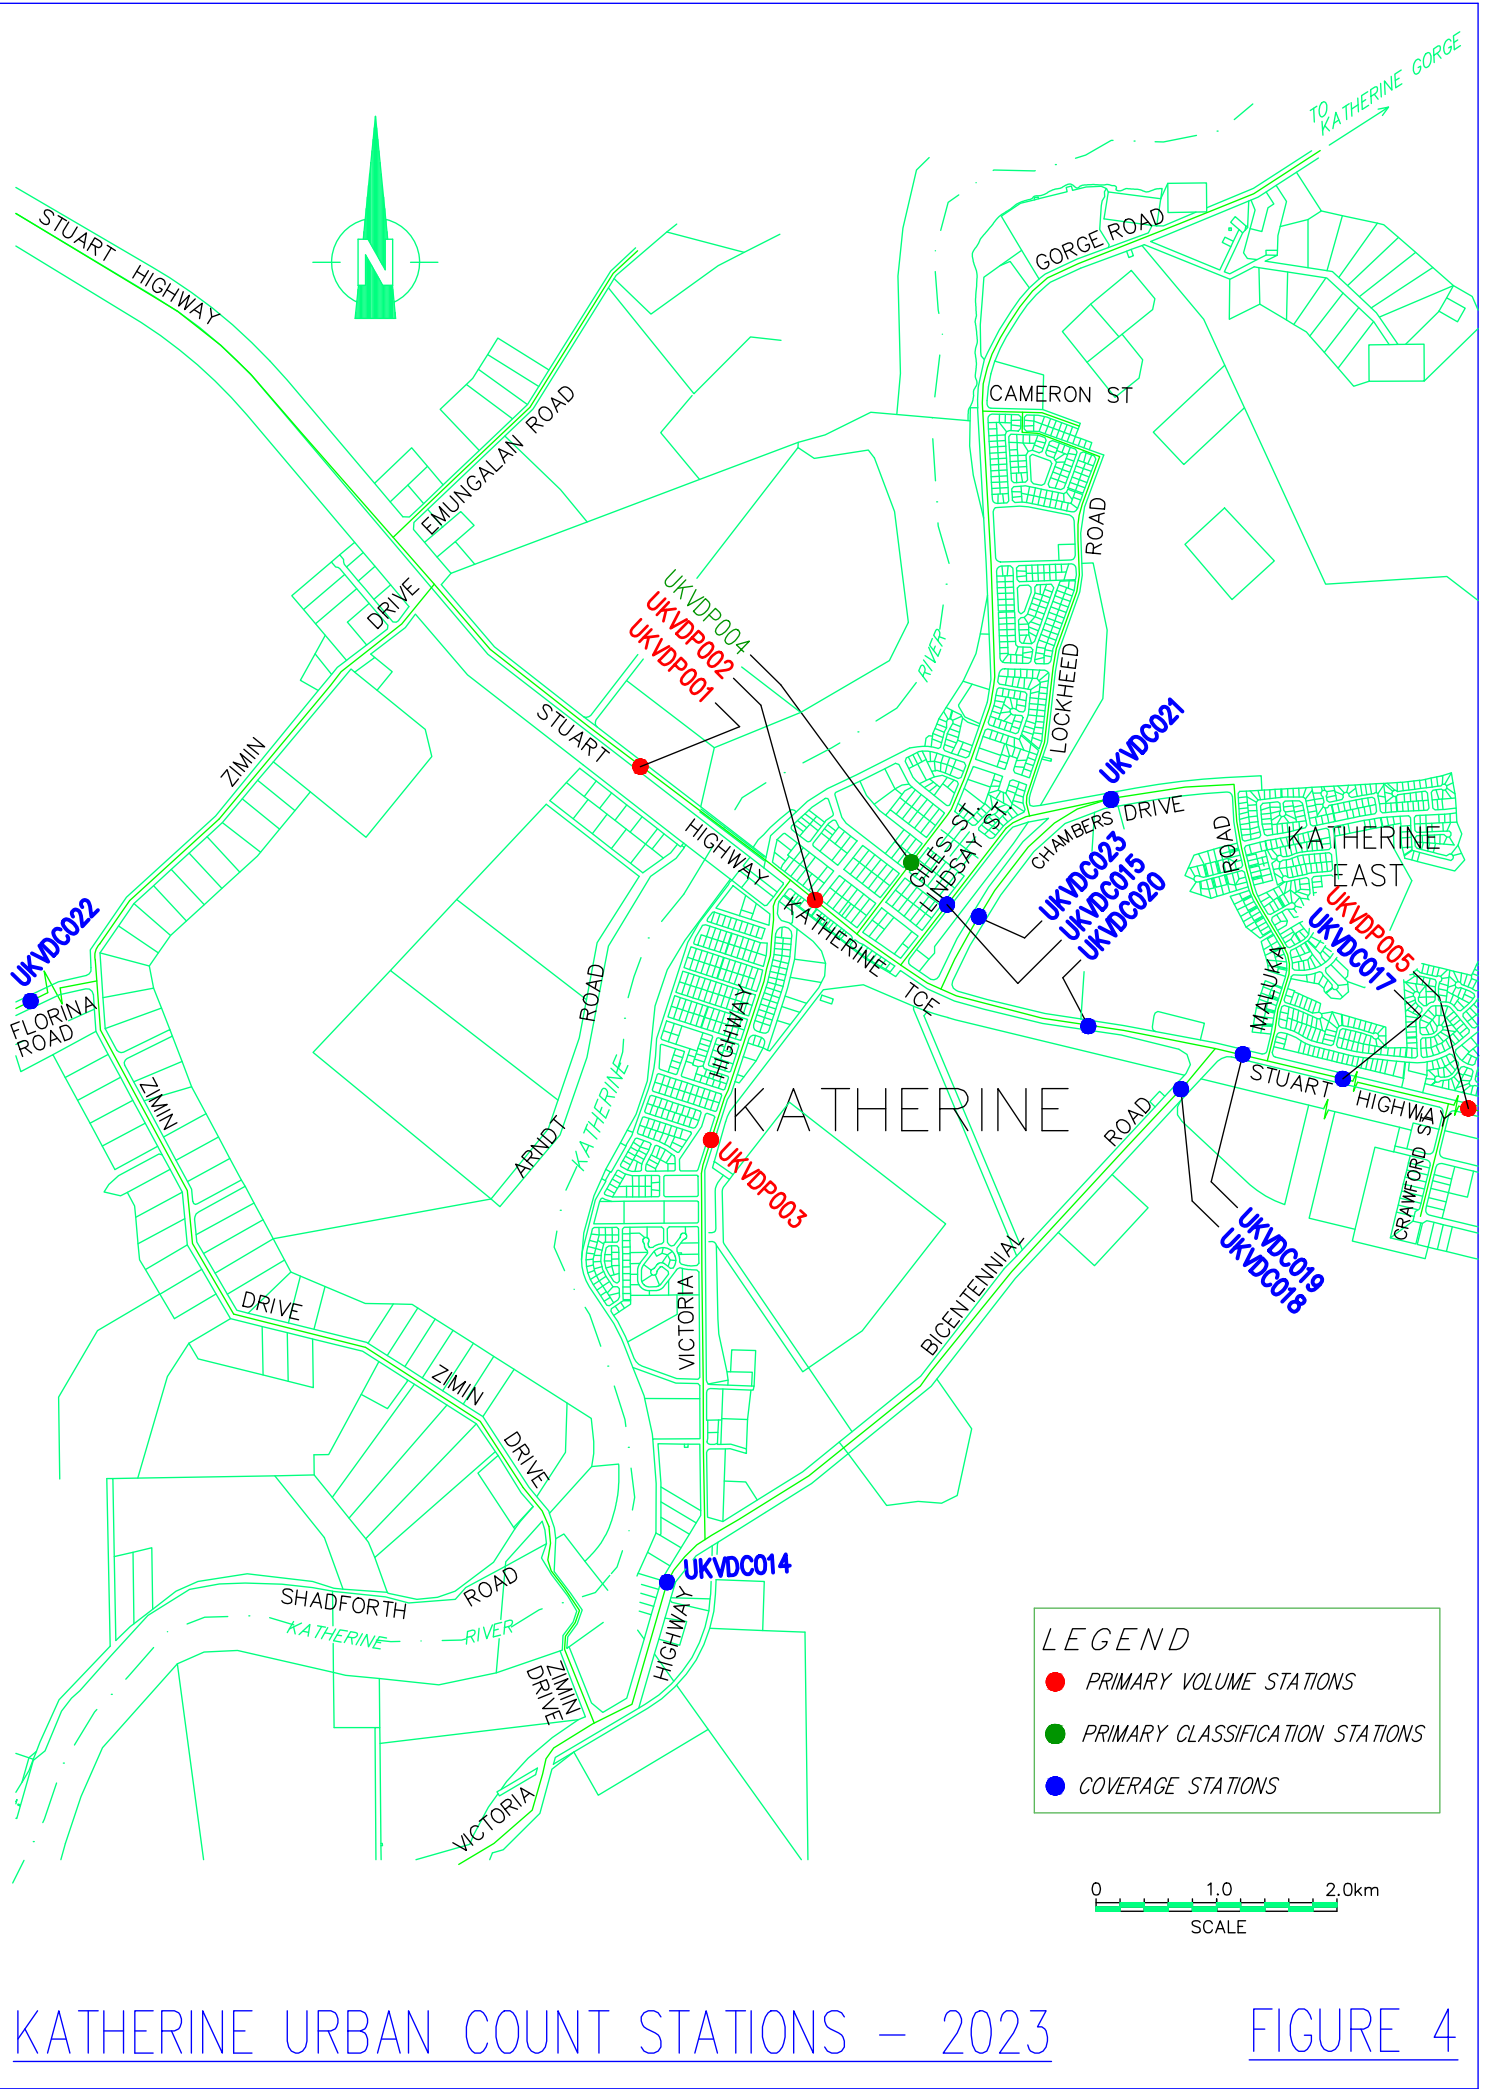 TO
KATHERINE GORGE
STUART HIGHWAY
N
GORGE ROAD
CAMERON ST
EMUNGALAN ROAD
ROAD
DRIVE
UKVDP004
UKVDP002
UKVDP001
RIVER
LOCKHEED
ZIMIN
STUART
UKVDC021
GILES ST.
LINDSAY ST.
CHAMBERS DRIVE
ROAD
KATHERINE
EAST
HIGHWAY
UKVDC023
UKVDC015
UKVDC020
UKVDP005
UKVDC017
KATHERINE TCE
UKVDC022
FLORINA
ROAD
ROAD
MALUKA
HIGHWAY
ZIMIN
KATHERINE
STUART HIGHWAY
KATHERINE
ARNDT
ROAD
CRAWFORD ST
UKVDP003
UKVDC019
UKVDC018
BICENTENNIAL
DRIVE
VICTORIA
ZIMIN
DRIVE
UKVDC014
SHADFORTH ROAD
KATHERINE RIVER
HIGHWAY
ZIMIN
DRIVE
VICTORIA
LEGEND
PRIMARY VOLUME STATIONS
PRIMARY CLASSIFICATION STATIONS
COVERAGE STATIONS
0 1.0 2.0km
SCALE
KATHERINE URBAN COUNT STATIONS – 2023
FIGURE 4